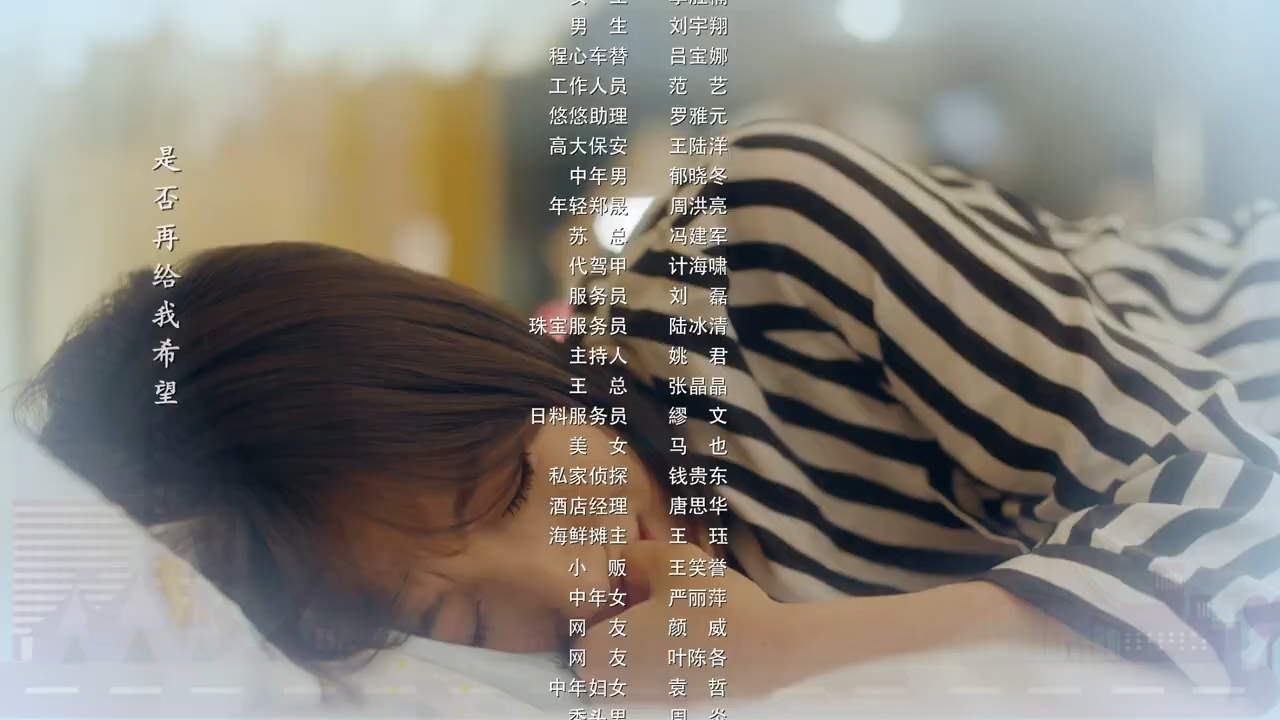 是否再给我希望
男 生 刘宇翔
程心车替 吕宝娜
工作人员 范 艺
悠悠助理 罗雅元
高大保安 王陆洋
中年男 郁晓冬
年轻郑晟 周洪亮
苏 总 冯建军
代驾甲 计海啸
服务员 刘 磊
珠宝服务员 陆冰清
主持人 姚 君
王 总 张晶晶
日料服务员 繆 文
美 女 马 也
私家侦探 钱贵东
酒店经理 唐思华
海鲜摊主 王 珏
小 贩 王笑誉
中年女 严丽萍
网 友 颜 威
网 友 叶陈各
中年妇女 袁 哲